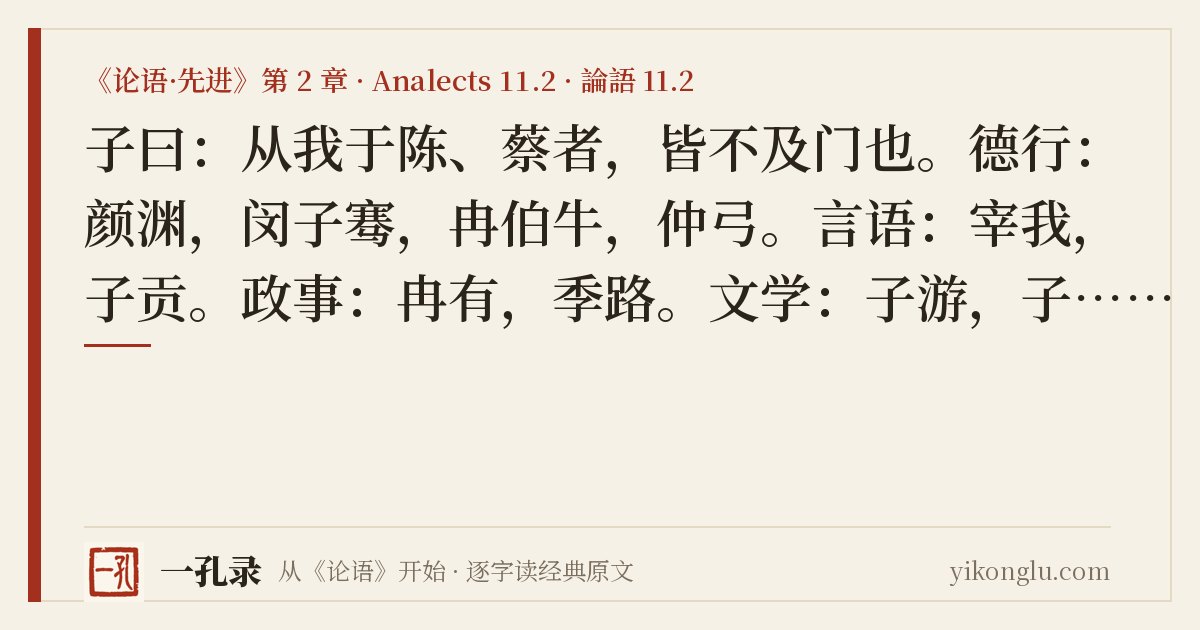 《论语·先进》第 2 章 · Analects 11.2 · 論語 11.2
子曰：从我于陈、蔡者，皆不及门也。德行：
颜渊，闵子骞，冉伯牛，仲弓。言语：宰我，
子贡。政事：冉有，季路。文学：子游，子……
一孔
一孔录 从《论语》开始 · 逐字读经典原文 yikonglu.com